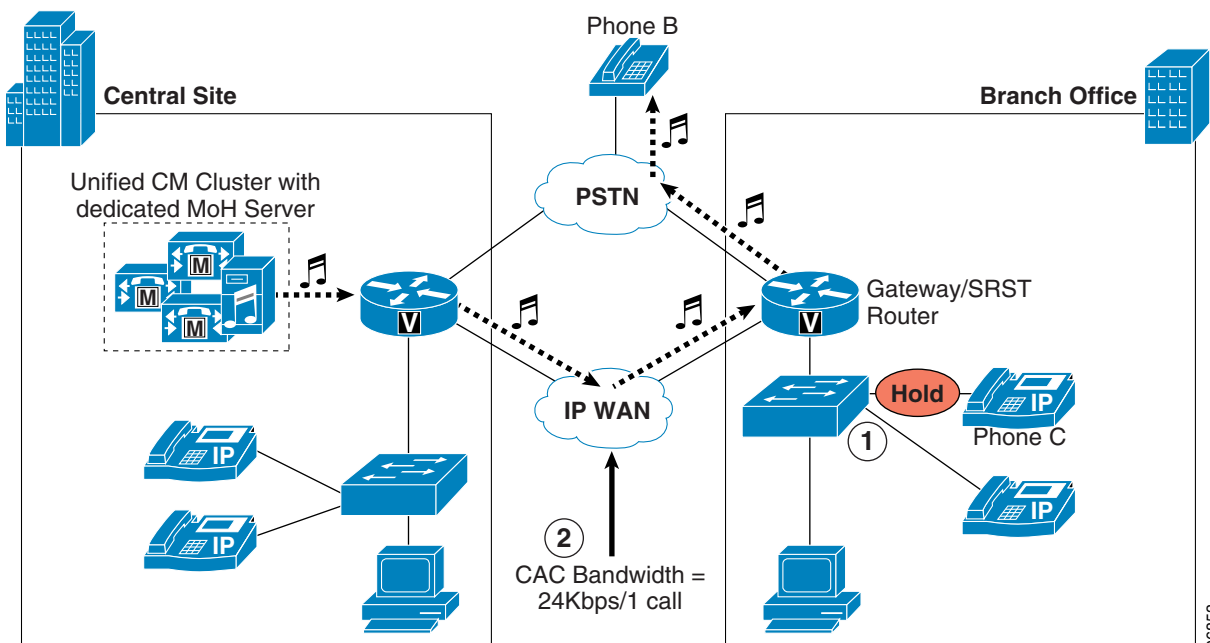 Phone B
Central Site
Branch Office
Unified CM Cluster with
dedicated MoH Server
PSTN
M
M
M
V
V
Gateway/SRST
Router
IP WAN
Hold
IP
Phone C
1
IP
IP
IP
2
CAC Bandwidth =
24Kbps/1 call